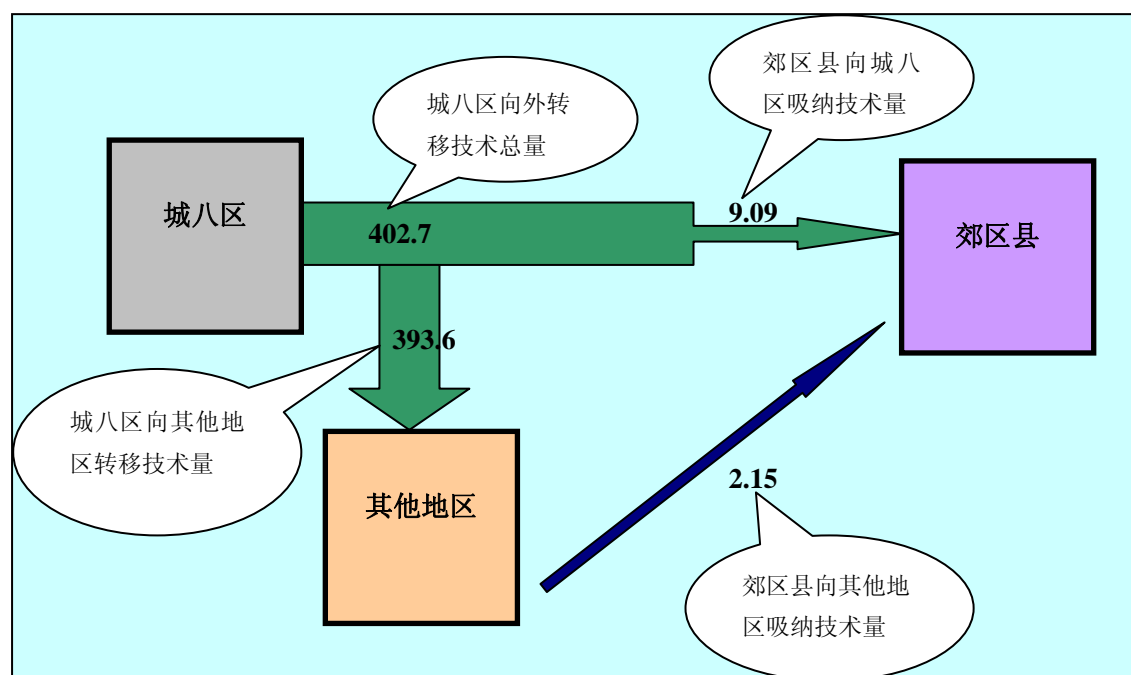 郊区县向城八
区吸纳技术量
城八区向外转
移技术总量
城八区
402.7
9.09
郊区县
393.6
城八区向其他地
区转移技术量
其他地区
2.15
郊区县向其他地
区吸纳技术量